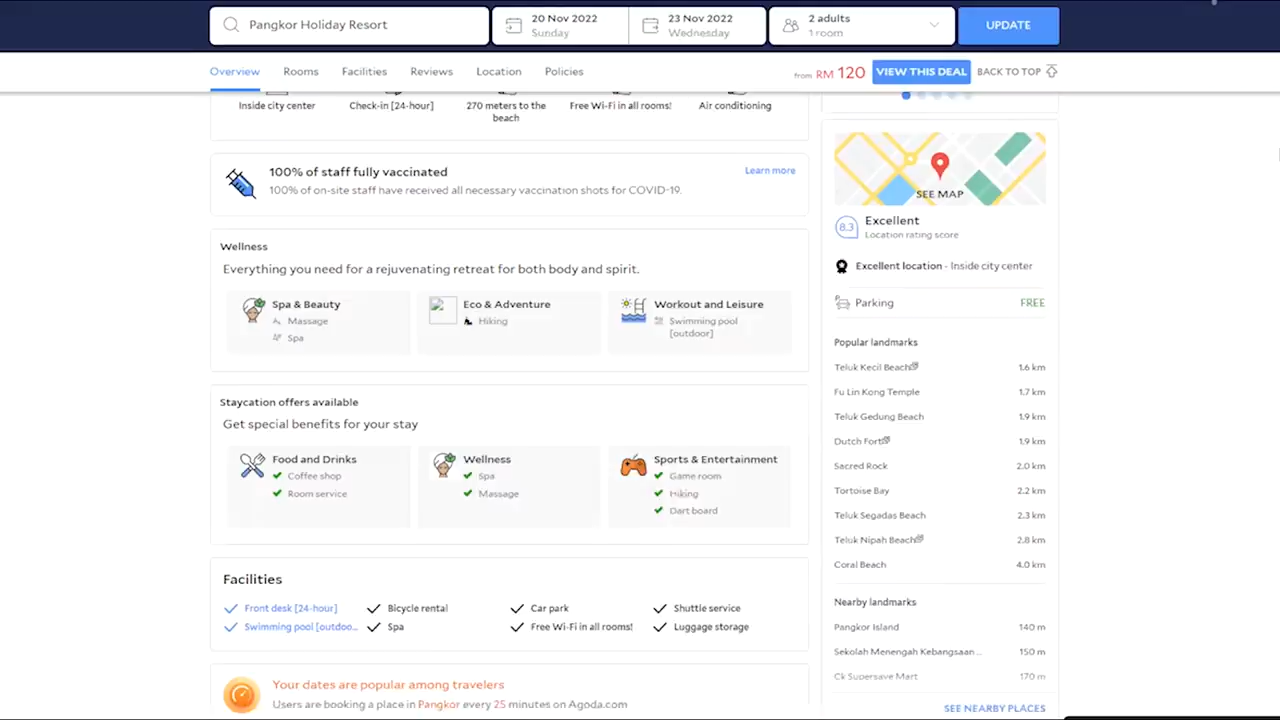 Pangkor Holiday Resort
20 Nov 2022
Sunday
23 Nov 2022
Wednesday
2 adults
1 room
UPDATE
Overview
Rooms
Facilities
Reviews
Location
Policies
from RM 120
VIEW THIS DEAL
BACK TO TOP
Inside city center
Check-in [24-hour]
270 meters to the
beach
Free Wi-Fi in all rooms!
Air conditioning
100% of staff fully vaccinated
Learn more
100% of on-site staff have received all necessary vaccination shots for COVID-19.
Wellness
Everything you need for a rejuvenating retreat for both body and spirit.
Spa & Beauty
Massage
Spa
Eco & Adventure
Hiking
Workout and Leisure
Swimming pool
[outdoor]
Staycation offers available
Get special benefits for your stay
Food and Drinks
Coffee shop
Room service
Wellness
Spa
Massage
Sports & Entertainment
Game room
Hiking
Dart board
Facilities
Front desk [24-hour]
Bicycle rental
Car park
Shuttle service
Swimming pool [outdoo...
Spa
Free Wi-Fi in all rooms!
Luggage storage
Your dates are popular among travelers
Users are booking a place in Pangkor every 25 minutes on Agoda.com
SEE MAP
8.3
Excellent
Location rating score
Excellent location - Inside city center
Parking FREE
Popular landmarks
Teluk Kecil Beach 1.6 km
Fu Lin Kong Temple 1.7 km
Teluk Gedung Beach 1.9 km
Dutch Fort 1.9 km
Sacred Rock 2.0 km
Tortoise Bay 2.2 km
Teluk Segadas Beach 2.3 km
Teluk Nipah Beach 2.8 km
Coral Beach 4.0 km
Nearby landmarks
Pangkor Island 140 m
Sekolah Menengah Kebangsaan ... 150 m
Ck Supersave Mart 170 m
SEE NEARBY PLACES